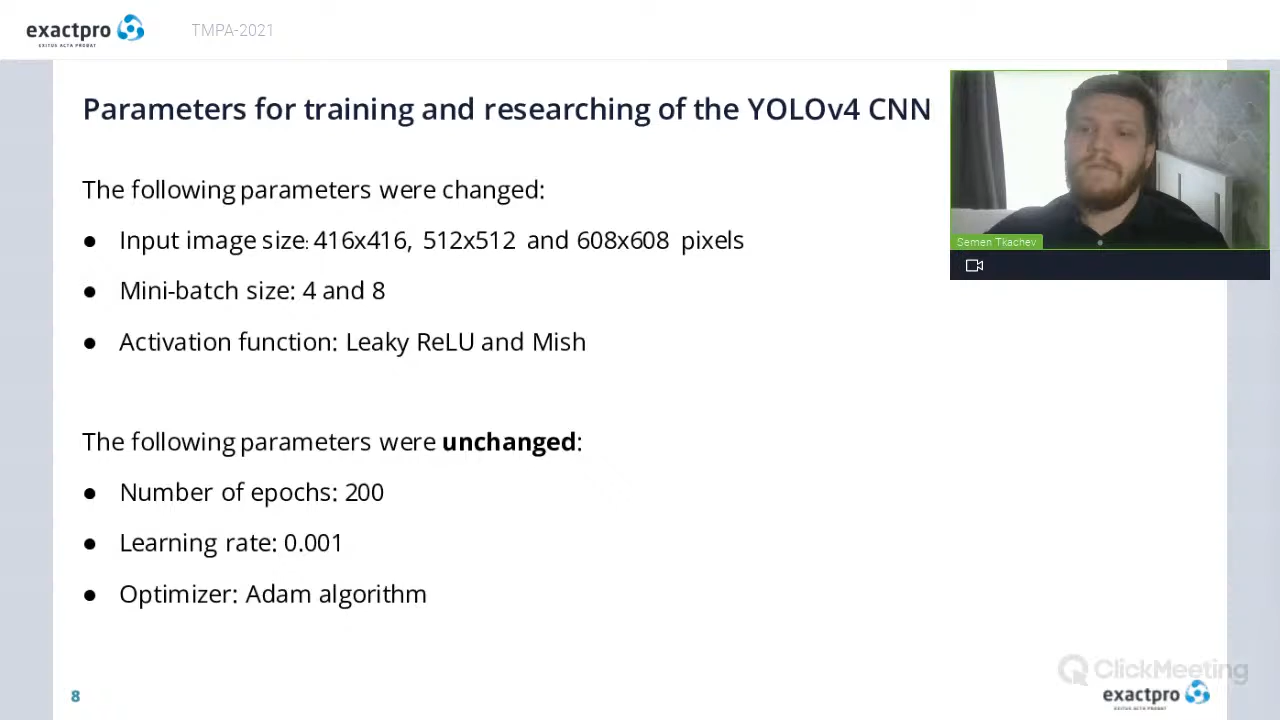 exactpro
EXITUS ACTA PROBAT
TMPA-2021
Parameters for training and researching of the YOLOv4 CNN
The following parameters were changed:
● Input image size: 416x416, 512x512 and 608x608 pixels
● Mini-batch size: 4 and 8
● Activation function: Leaky ReLU and Mish
The following parameters were unchanged:
● Number of epochs: 200
● Learning rate: 0.001
● Optimizer: Adam algorithm
Semen Tkachev
8
ClickMeeting
exactpro
EXITUS ACTA PROBAT